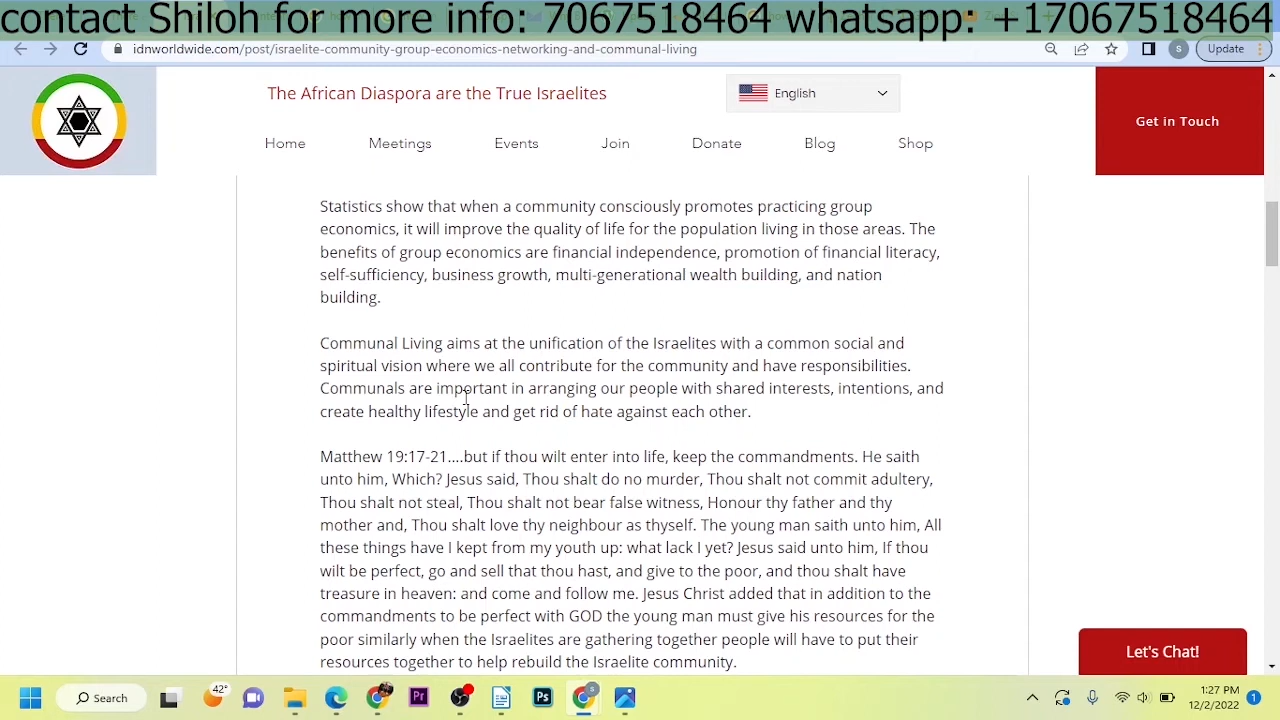 contact Shiloh for more info: 7067518464 whatsapp: +17067518464
idnworldwide.com/post/israelite-community-group-economics-networking-and-communal-living
S
Update
The African Diaspora are the True Israelites
English
Get in Touch
Home
Meetings
Events
Join
Donate
Blog
Shop
Statistics show that when a community consciously promotes practicing group
economics, it will improve the quality of life for the population living in those areas. The
benefits of group economics are financial independence, promotion of financial literacy,
self-sufficiency, business growth, multi-generational wealth building, and nation
building.
Communal Living aims at the unification of the Israelites with a common social and
spiritual vision where we all contribute for the community and have responsibilities.
Communals are important in arranging our people with shared interests, intentions, and
create healthy lifestyle and get rid of hate against each other.
Matthew 19:17-21....but if thou wilt enter into life, keep the commandments. He saith
unto him, Which? Jesus said, Thou shalt do no murder, Thou shalt not commit adultery,
Thou shalt not steal, Thou shalt not bear false witness, Honour thy father and thy
mother and, Thou shalt love thy neighbour as thyself. The young man saith unto him, All
these things have I kept from my youth up: what lack I yet? Jesus said unto him, If thou
wilt be perfect, go and sell that thou hast, and give to the poor, and thou shalt have
treasure in heaven: and come and follow me. Jesus Christ added that in addition to the
commandments to be perfect with GOD the young man must give his resources for the
poor similarly when the Israelites are gathering together people will have to put their
resources together to help rebuild the Israelite community.
Let's Chat!
Search
42°
Pr
Ps
S
1:27 PM
12/2/2022
1